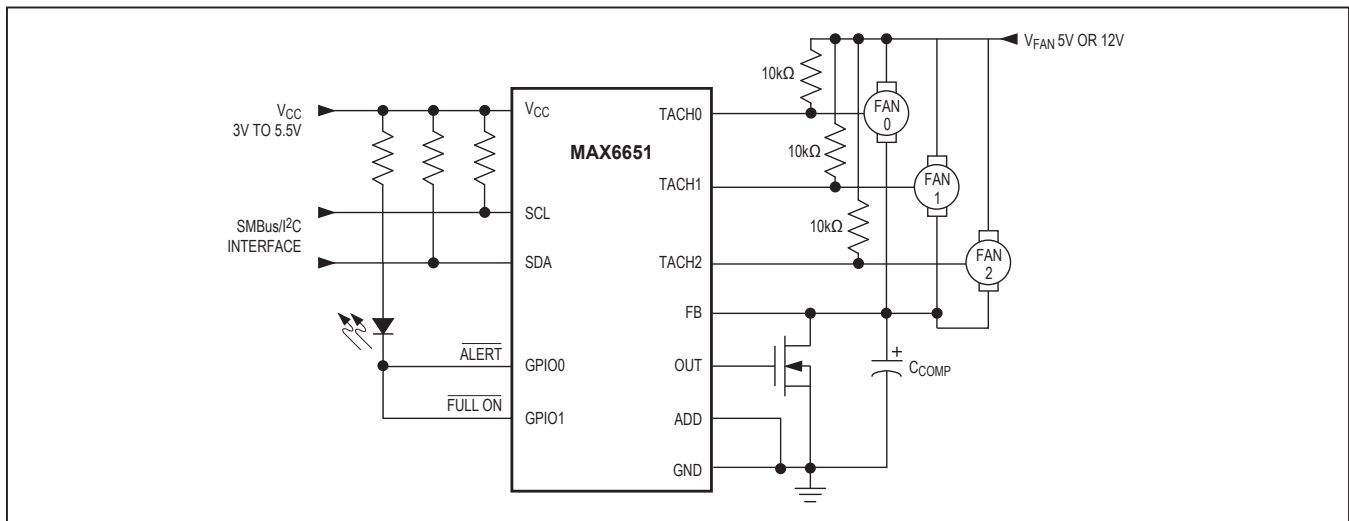 V_FAN 5V OR 12V
10kΩ
FAN
0
V_CC
3V TO 5.5V
V_CC
TACH0
MAX6651
10kΩ
TACH1
FAN
1
SMBus/I²C
INTERFACE
SCL
10kΩ
SDA
TACH2
FAN
2
FB
ALERT
GPIO0
OUT
+
C_COMP
FULL ON
GPIO1
ADD
GND